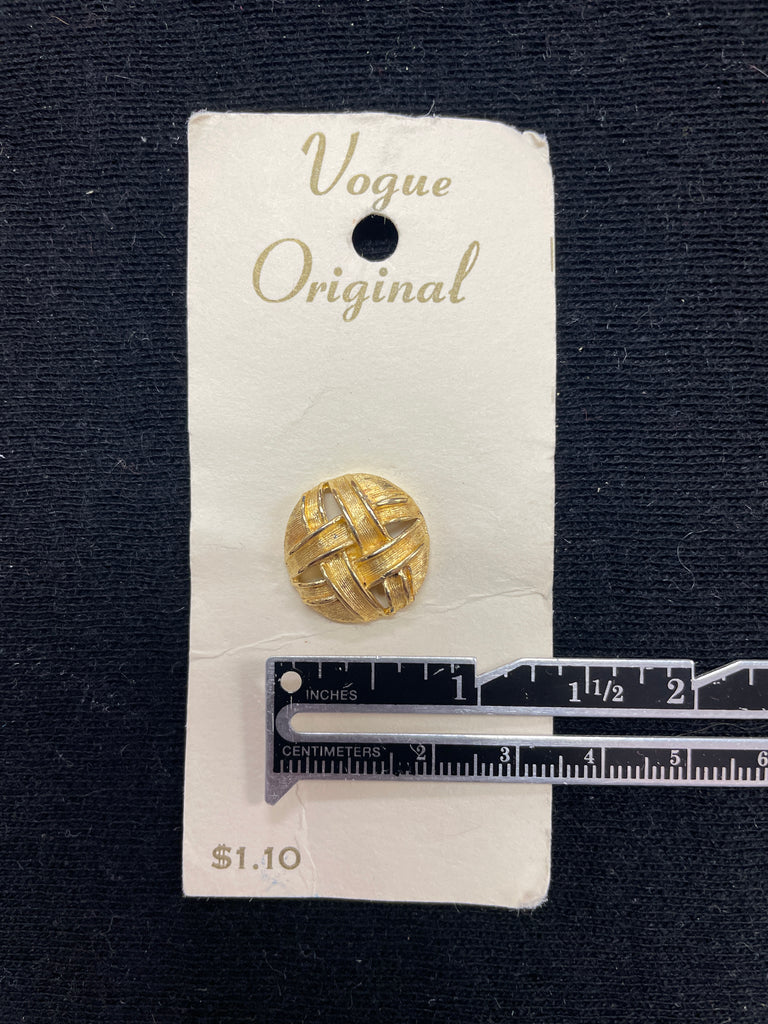 Vogue
Original
1 1 1/2 2
INCHES
CENTIMETERS 2 3 4 5 6
$1.10